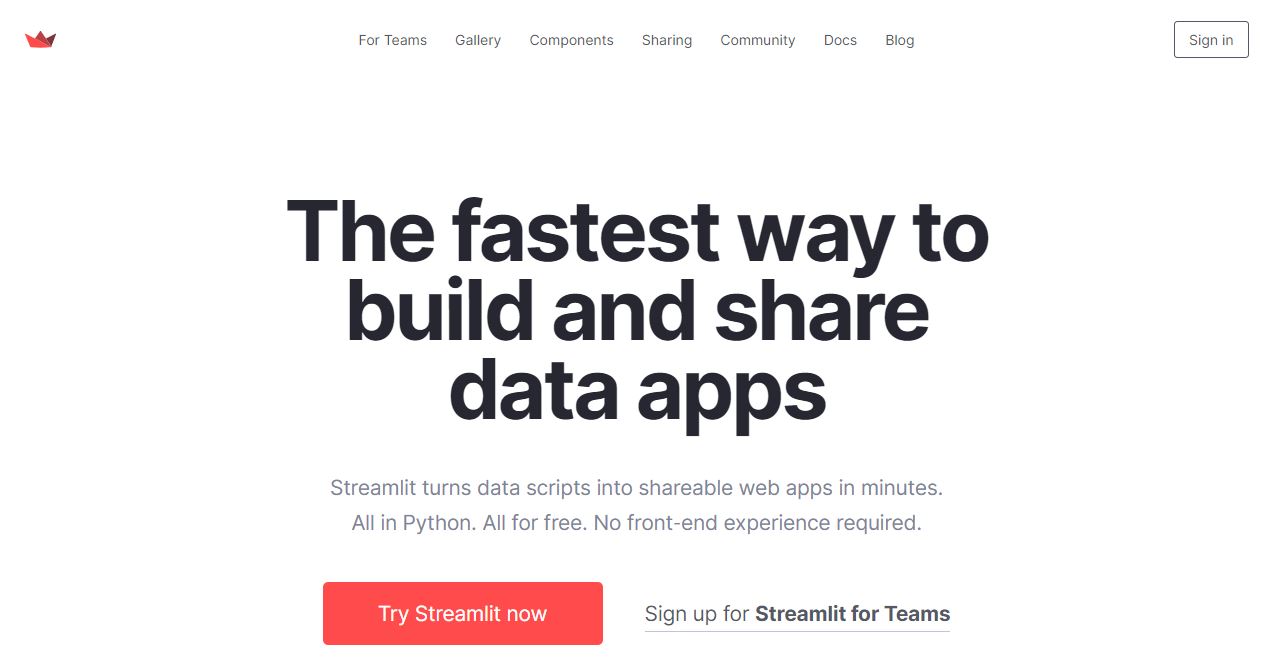 For Teams Gallery Components Sharing Community Docs Blog Sign in
The fastest way to
build and share
data apps
Streamlit turns data scripts into shareable web apps in minutes.
All in Python. All for free. No front-end experience required.
Try Streamlit now Sign up for Streamlit for Teams